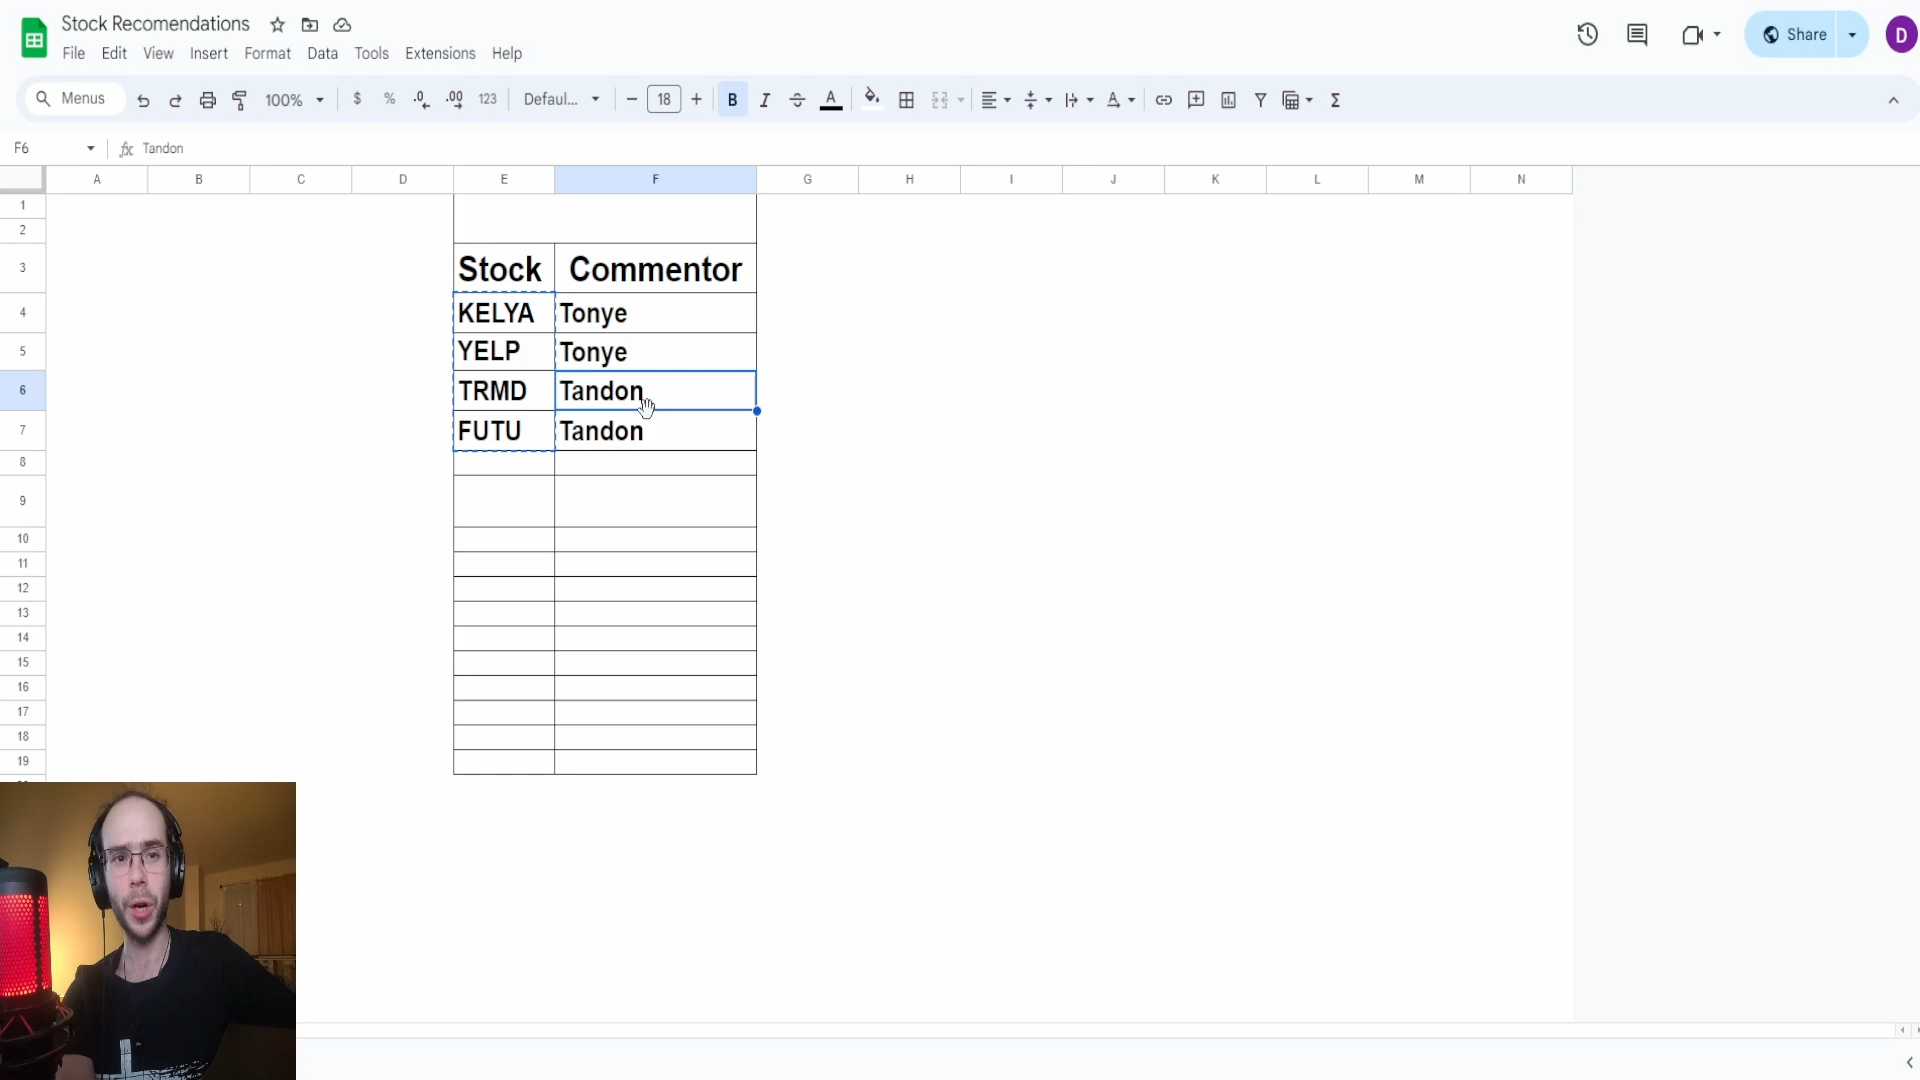 Stock Recomendations
File Edit View Insert Format Data Tools Extensions Help
Share
D
Menus 100% $ % .0 .00 123 Defaul... 18 B I A Σ
F6 fx Tandon
A B C D E F G H I J K L M N
1
2
3 Stock Commentor
4 KELYA Tonye
5 YELP Tonye
6 TRMD Tandon
7 FUTU Tandon
8
9
10
11
12
13
14
15
16
17
18
19